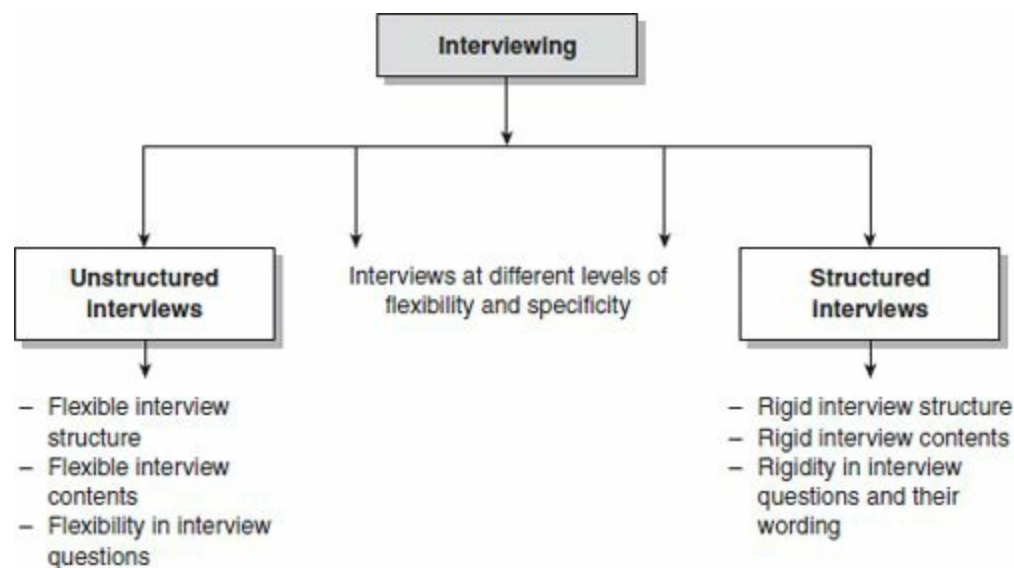 Interviewing
Unstructured
Interviews
Interviews at different levels of
flexibility and specificity
Structured
Interviews
– Flexible interview
structure
– Flexible interview
contents
– Flexibility in interview
questions
– Rigid interview structure
– Rigid interview contents
– Rigidity in interview
questions and their
wording